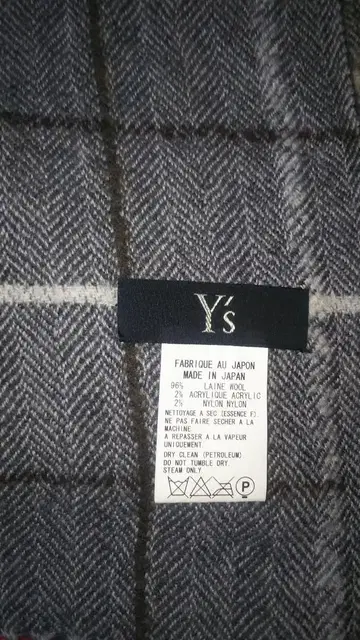 Y's
FABRIQUE AU JAPON
MADE IN JAPAN
96% LAINE WOOL
2% ACRYLIQUE ACRYLIC
2% NYLON NYLON
NETTOYAGE A SEC (ESSENCE F).
NE PAS FAIRE SECHER A LA
MACHINE
A REPASSER A LA VAPEUR
UNIQUEMENT.
DRY CLEAN (PETROLEUM)
DO NOT TUMBLE DRY
STEAM ONLY
P